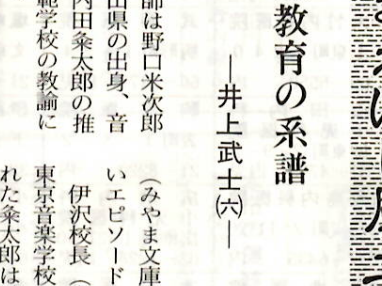 教育の系譜
―井上武士㈥―
(みやま文庫
いエピソード
伊沢校長(
東京音楽学校
れた粂太郎は
師は野口米次郎
山県の出身、音
内田粂太郎の推
範学校の教諭に